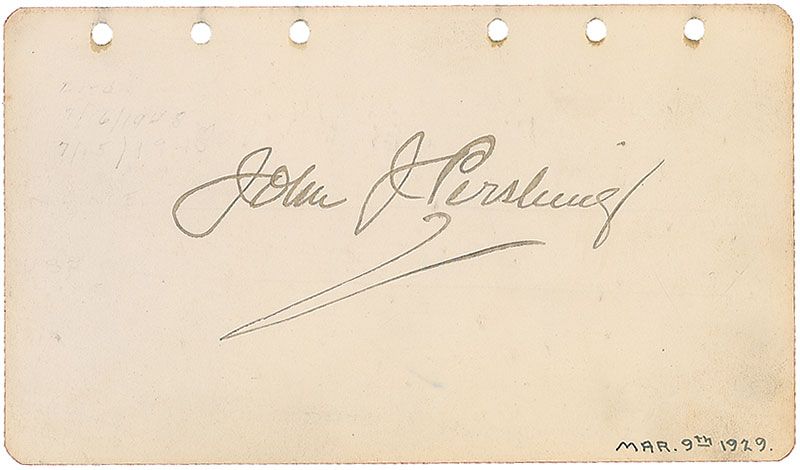 John J Pershing
MAR. 9th 1929.